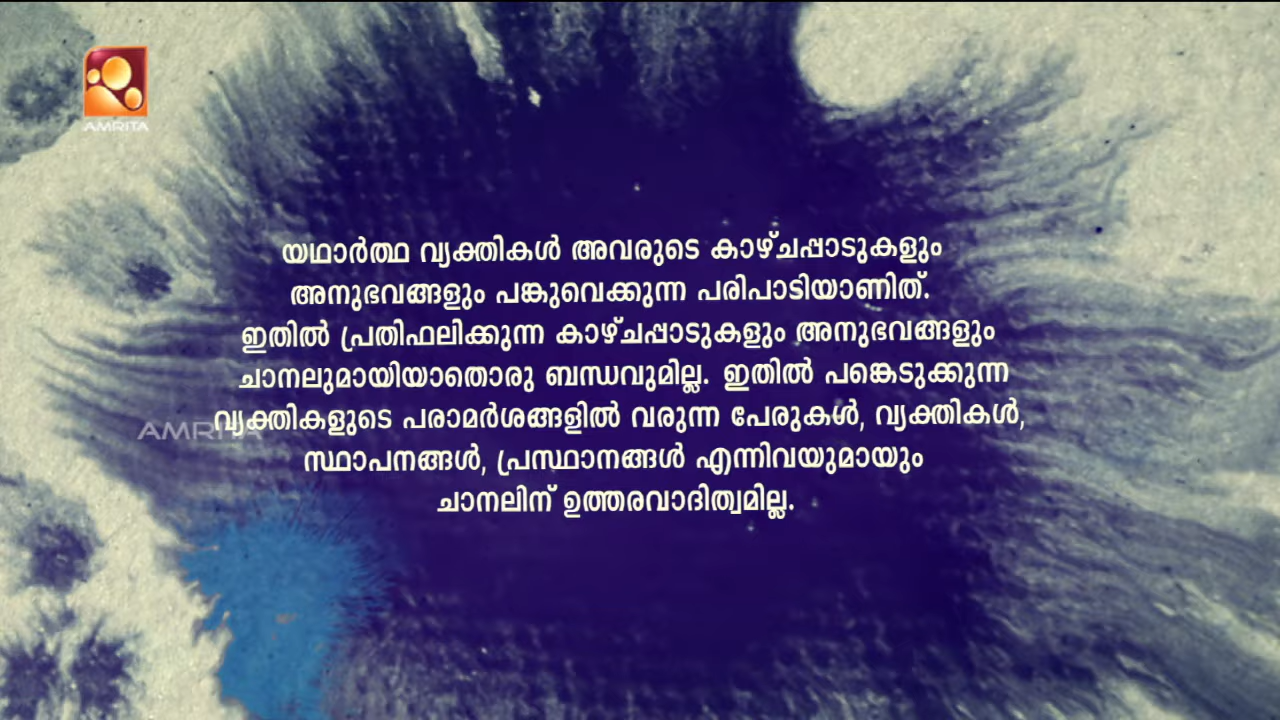 AMRITA
യഥാർത്ഥ വ്യക്തികൾ അവരുടെ കാഴ്ചപ്പാടുകളും
അനുഭവങ്ങളും പങ്കുവെക്കുന്ന പരിപാടിയാണിത്.
ഇതിൽ പ്രതിഫലിക്കുന്ന കാഴ്ചപ്പാടുകളും അനുഭവങ്ങളും
ചാനലുമായിയാതൊരു ബന്ധവുമില്ല. ഇതിൽ പങ്കെടുക്കുന്ന
വ്യക്തികളുടെ പരാമർശങ്ങളിൽ വരുന്ന പേരുകൾ, വ്യക്തികൾ,
AMRITA
സ്ഥാപനങ്ങൾ, പ്രസ്ഥാനങ്ങൾ എന്നിവയുമായും
ചാനലിന് ഉത്തരവാദിത്വമില്ല.